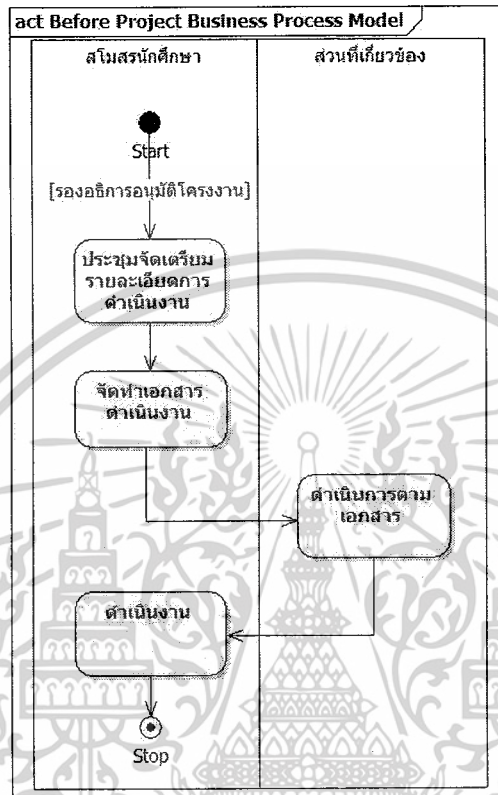 act Before Project Business Process Model
สโมสรนักศึกษา
ส่วนที่เกี่ยวข้อง
Start
[รองอธิการอนุมัติโครงงาน]
ประชุมจัดเตรียม
รายละเอียดการ
ดำเนินงาน
จัดทำเอกสาร
ดำเนินงาน
ดำเนินการตาม
เอกสาร
ดำเนินงาน
Stop